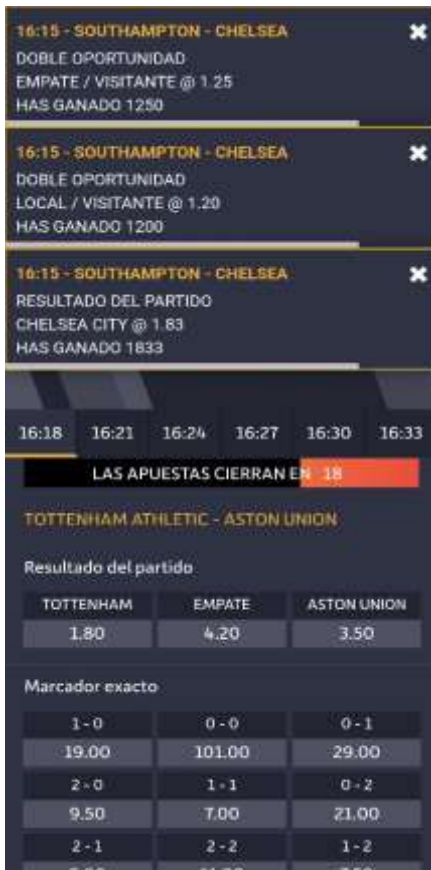 16:15 - SOUTHAMPTON - CHELSEA
DOBLE OPORTUNIDAD
EMPATE / VISITANTE @ 1.25
HAS GANADO 1250
16:15 - SOUTHAMPTON - CHELSEA
DOBLE OPORTUNIDAD
LOCAL / VISITANTE @ 1.20
HAS GANADO 1200
16:15 - SOUTHAMPTON - CHELSEA
RESULTADO DEL PARTIDO
CHELSEA CITY @ 1.83
HAS GANADO 1833
16:18 16:21 16:24 16:27 16:30 16:33
LAS APUESTAS CIERRAN EN 18
TOTTENHAM ATHLETIC - ASTON UNION
Resultado del partido
TOTTENHAM EMPATE ASTON UNION
1.80 4.20 3.50
Marcador exacto
1 - 0 0 - 0 0 - 1
19.00 101.00 29.00
2 - 0 1 - 1 0 - 2
9.50 7.00 21.00
2 - 1 2 - 2 1 - 2